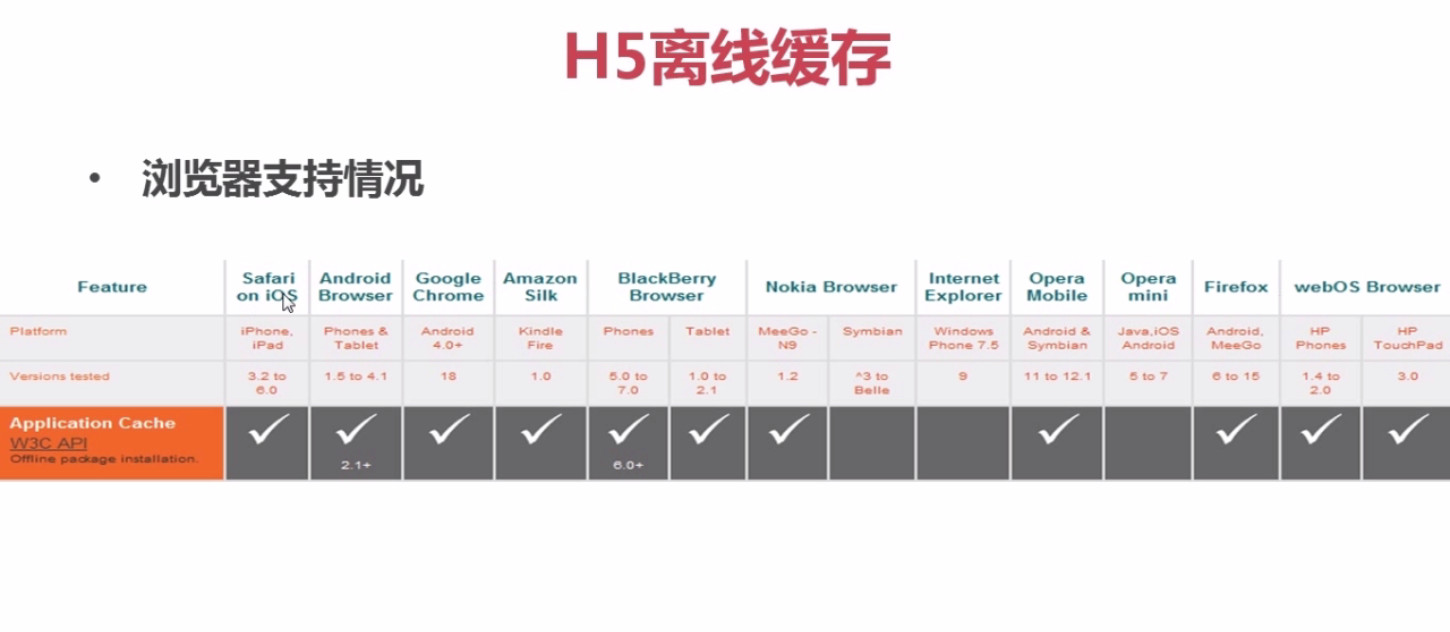 H5离线缓存
• 浏览器支持情况
Feature
Safari
on iOS
Android
Browser
Google
Chrome
Amazon
Silk
BlackBerry
Browser
Nokia Browser
Internet
Explorer
Opera
Mobile
Opera
mini
Firefox
webOS Browser
Platform
iPhone,
iPad
Phones &
Tablet
Android
4.0+
Kindle
Fire
Phones
Tablet
MeeGo -
N9
Symbian
Windows
Phone 7.5
Android &
Symbian
Java,iOS
Android
Android,
MeeGo
HP
Phones
HP
TouchPad
Versions tested
3.2 to
6.0
1.5 to 4.1
18
1.0
5.0 to
7.0
1.0 to
2.1
1.2
^3 to
Belle
9
11 to 12.1
5 to 7
6 to 15
1.4 to
2.0
3.0
Application Cache
W3C API
Offline package installation.
2.1+
6.0+